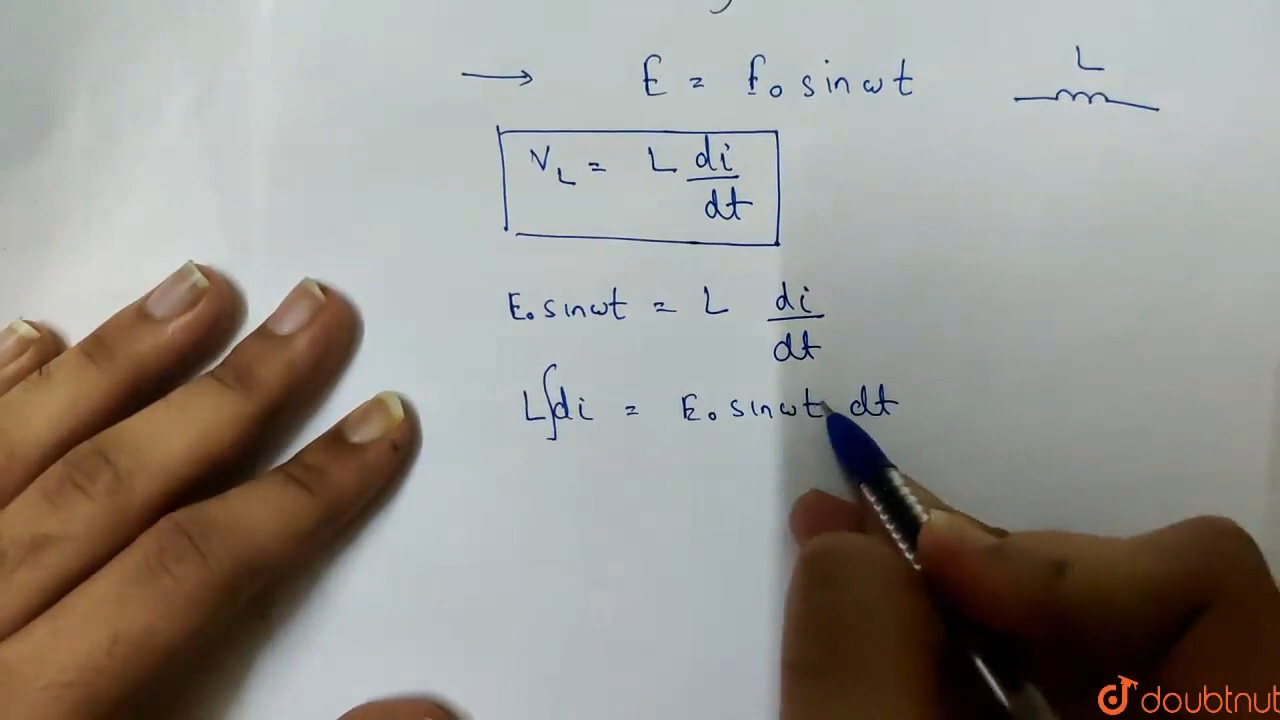 → E = E₀ sinωt L
V_L = L di/dt
E₀ sinωt = L di/dt
L∫di = E₀ sinωt dt
doubtnut